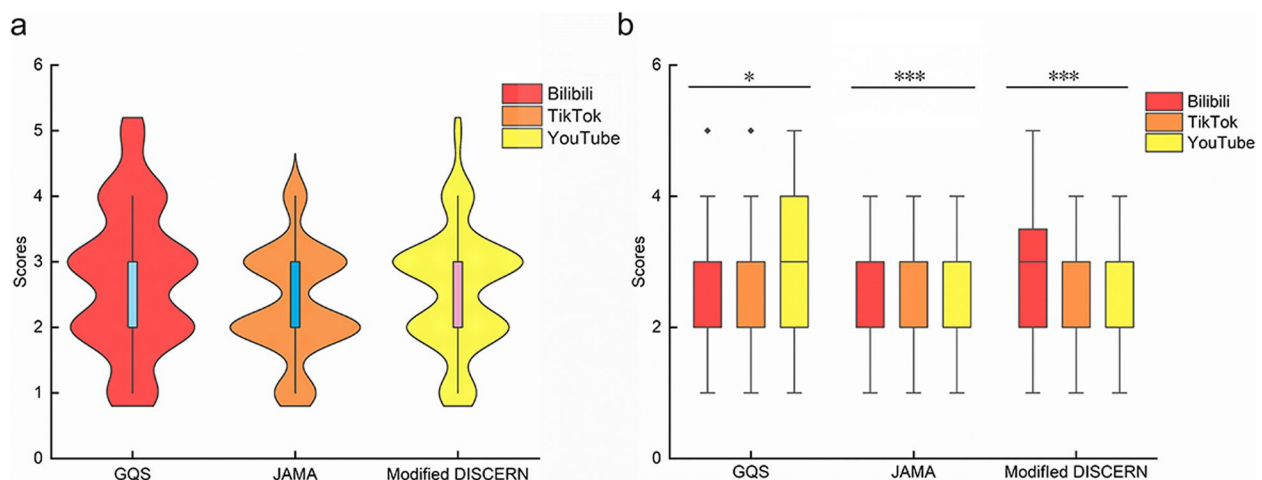 a
6
5
4
3
2
1
0
Scores
Bilibili
TikTok
YouTube
GQS
JAMA
Modified DISCERN
b
6
4
2
0
Scores
*
***
***
Bilibili
TikTok
YouTube
GQS
JAMA
Modified DISCERN